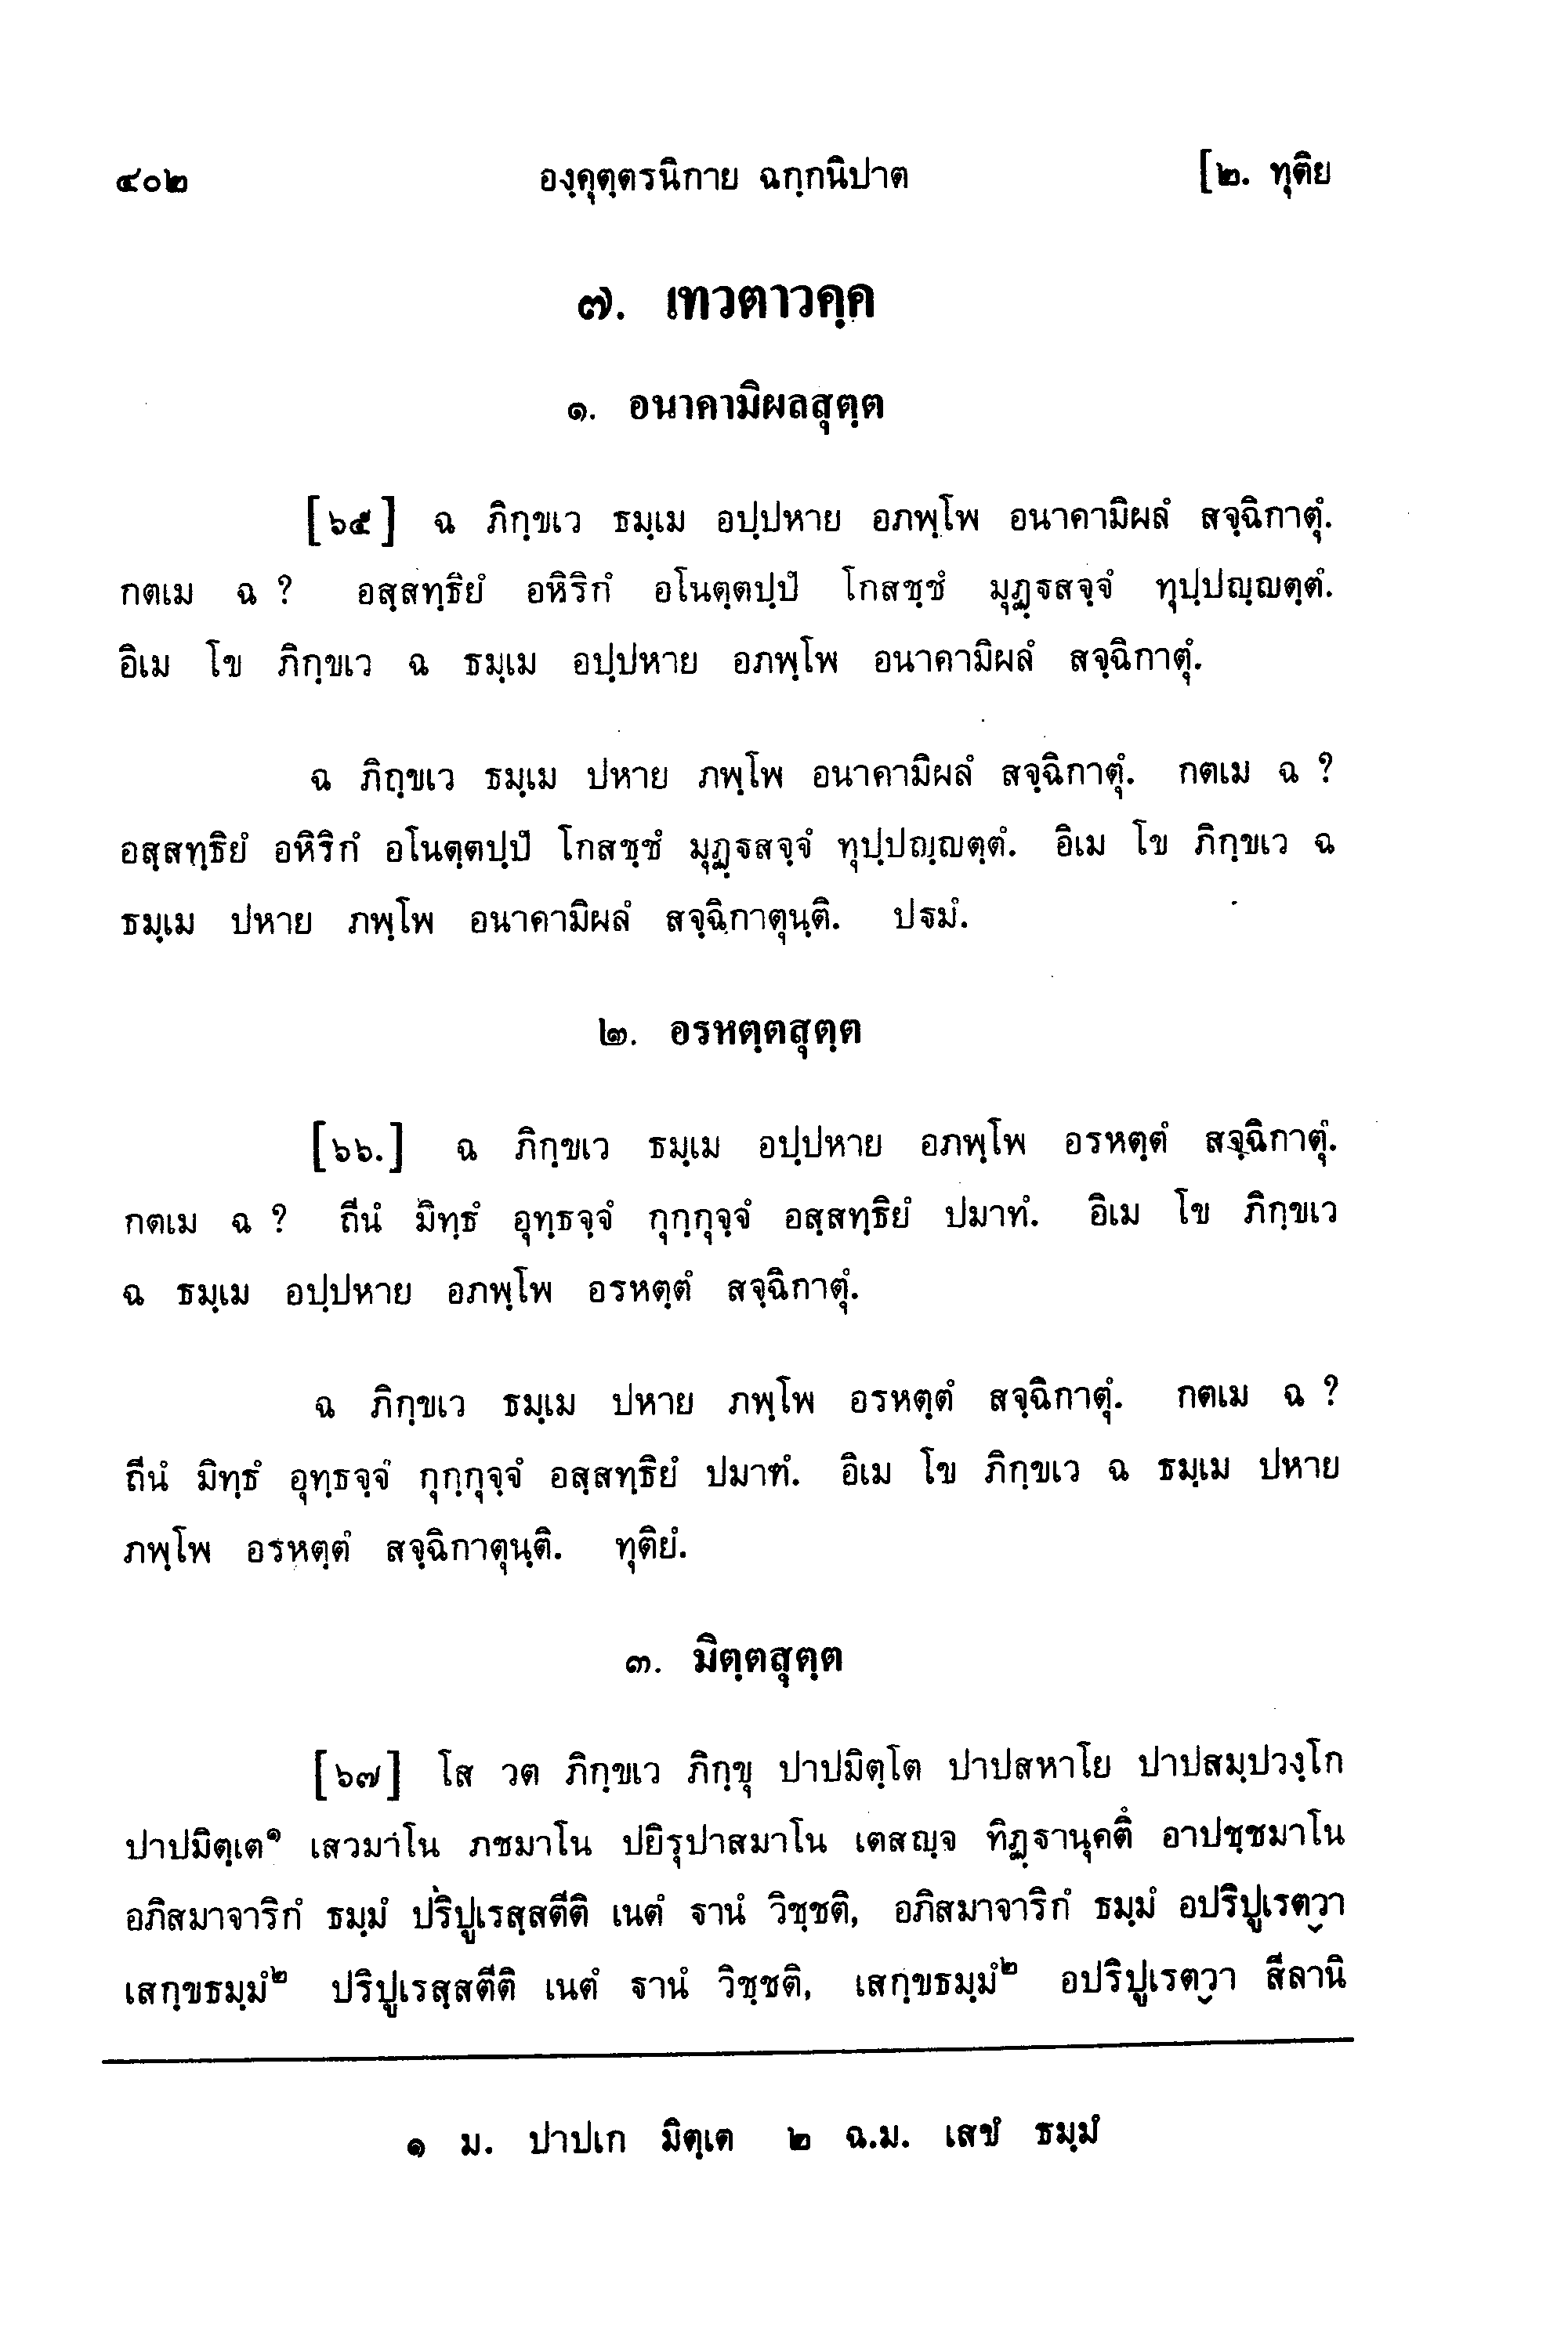 ๔๐๒ องฺคุตฺตรนิกาย ฉกฺกนิปาต [๒. ทุติย
๗. เทวตาวคฺค
๑. อนาคามิผลสุตฺต
[๖๕] ฉ ภิกฺขเว ธมฺเม อปฺปหาย อภพฺโพ อนาคามิผลํ สจฺฉิกาตุํ.
กตเม ฉ ? อสฺสทฺธิยํ อหิริกํ อโนตฺตปฺปํ โกสชฺชํ มุฏฺฐสจฺจํ ทุปฺปญฺญตฺตํ.
อิเม โข ภิกฺขเว ฉ ธมฺเม อปฺปหาย อภพฺโพ อนาคามิผลํ สจฺฉิกาตุํ.
ฉ ภิถฺขเว ธมฺเม ปหาย ภพฺโพ อนาคามิผลํ สจฺฉิกาตุํ. กตเม ฉ ?
อสฺสทฺธิยํ อหิริกํ อโนตฺตปฺปํ โกสชฺชํ มุฏฺฐสจฺจํ ทุปฺปญฺญตฺตํ. อิเม โข ภิกฺขเว ฉ
ธมฺเม ปหาย ภพฺโพ อนาคามิผลํ สจฺฉิกาตุนฺติ. ปฐมํ.
๒. อรหตฺตสุตฺต
[๖๖.] ฉ ภิกฺขเว ธมฺเม อปฺปหาย อภพฺโพ อรหตฺตํ สจฺฉิกาตุํ.
กตเม ฉ ? ถีนํ มิทฺธํ อุทฺธจฺจํ กุกฺกุจฺจํ อสฺสทฺธิยํ ปมาทํ. อิเม โข ภิกฺขเว
ฉ ธมฺเม อปฺปหาย อภพฺโพ อรหตฺตํ สจฺฉิกาตุํ.
ฉ ภิกฺขเว ธมฺเม ปหาย ภพฺโพ อรหตฺตํ สจฺฉิกาตุํ. กตเม ฉ ?
ถีนํ มิทฺธํ อุทฺธจฺจํ กุกฺกุจฺจํ อสฺสทฺธิยํ ปมาทํ. อิเม โข ภิกฺขเว ฉ ธมฺเม ปหาย
ภพฺโพ อรหตฺตํ สจฺฉิกาตุนฺติ. ทุติยํ.
๓. มิตฺตสุตฺต
[๖๗] โส วต ภิกฺขเว ภิกฺขุ ปาปมิตฺโต ปาปสหาโย ปาปสมฺปวงฺโก
ปาปมิตฺเต๑ เสวมาโน ภชมาโน ปยิรุปาสมาโน เตสญฺจ ทิฏฺฐานุคตึ อาปชฺชมาโน
อภิสมาจาริกํ ธมฺมํ ปริปูเรสฺสตีติ เนตํ ฐานํ วิชฺชติ, อภิสมาจาริกํ ธมฺมํ อปริปูเรตฺวา
เสกฺขธมฺมํ๒ ปริปูเรสฺสตีติ เนตํ ฐานํ วิชฺชติ, เสกฺขธมฺมํ๒ อปริปูเรตฺวา สีลานิ
๑ ม. ปาปเก มิตฺเต ๒ ฉ.ม. เสขํ ธมฺมํ